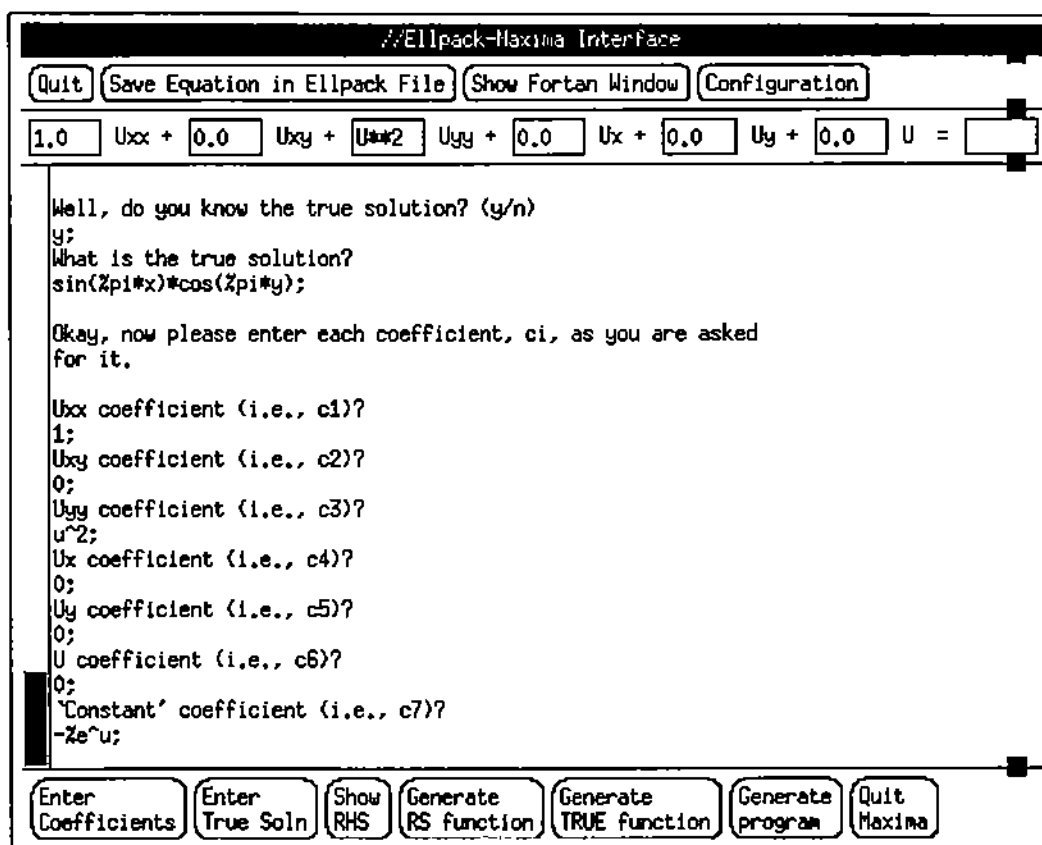 //Ellpack-Maxima Interface
Quit Save Equation in Ellpack File Show Fortan Window Configuration
1.0 Uxx + 0.0 Uxy + U**2 Uyy + 0.0 Ux + 0.0 Uy + 0.0 U =
Well, do you know the true solution? (y/n)
y;
What is the true solution?
sin(%pi*x)*cos(%pi*y);
Okay, now please enter each coefficient, ci, as you are asked
for it.
Uxx coefficient (i.e., c1)?
1;
Uxy coefficient (i.e., c2)?
0;
Uyy coefficient (i.e., c3)?
u^2;
Ux coefficient (i.e., c4)?
0;
Uy coefficient (i.e., c5)?
0;
U coefficient (i.e., c6)?
0;
`Constant' coefficient (i.e., c7)?
-%e^u;
Enter Enter Show Generate Generate Generate Quit
Coefficients True Soln RHS RS function TRUE function program Maxima